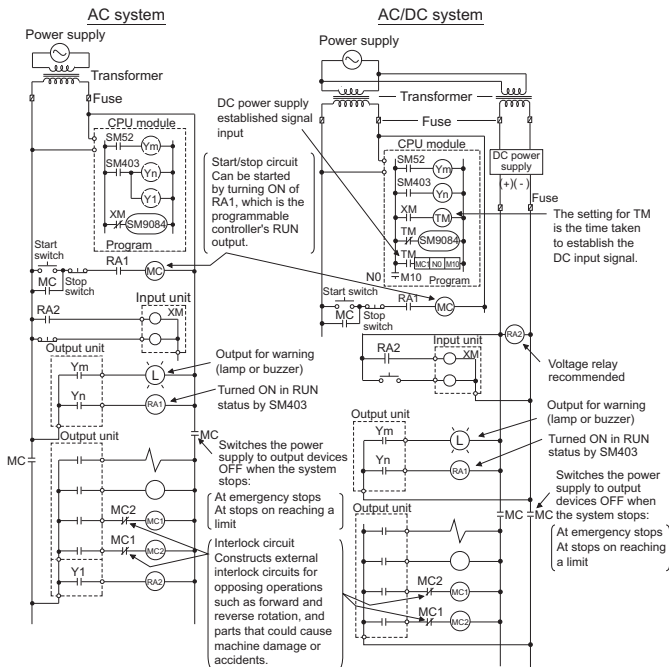 AC system
Power supply
Transformer
Fuse
CPU module
SM52
Ym
SM403
Yn
Y1
XM
SM9084
Program
Start
switch
MC
Stop
switch
RA1
MC
RA2
Input unit
XM
Output unit
Ym
L
Yn
RA1
Output unit
MC
MC
MC2
MC1
MC1
MC2
Y1
RA2
Start/stop circuit
Can be started
by turning ON of
RA1, which is the
programmable
controller's RUN
output.
Output for warning
(lamp or buzzer)
Turned ON in RUN
status by SM403
Switches the power
supply to output devices
OFF when the system
stops:
At emergency stops
At stops on reaching a
limit
Interlock circuit
Constructs external
interlock circuits for
opposing operations
such as forward and
reverse rotation, and
parts that could cause
machine damage or
accidents.
AC/DC system
Power supply
Transformer
DC power supply
established signal
input
Fuse
CPU module
SM52
Ym
SM403
Yn
XM
TM
TM
SM9084
TM
MC1 N0 M10
N0
M10
Program
DC power
supply
(+)(-)
Fuse
The setting for TM
is the time taken
to establish the
DC input signal.
Start switch
MC
Stop
switch
RA1
MC
RA2
Input unit
XM
RA2
Voltage relay
recommended
Output unit
Ym
L
Yn
RA1
Output for warning
(lamp or buzzer)
Turned ON in RUN
status by SM403
Output unit
MC
MC
MC2
MC1
MC1
MC2
Switches the power
supply to output
devices OFF when
the system stops:
At emergency stops
At stops on reaching
a limit